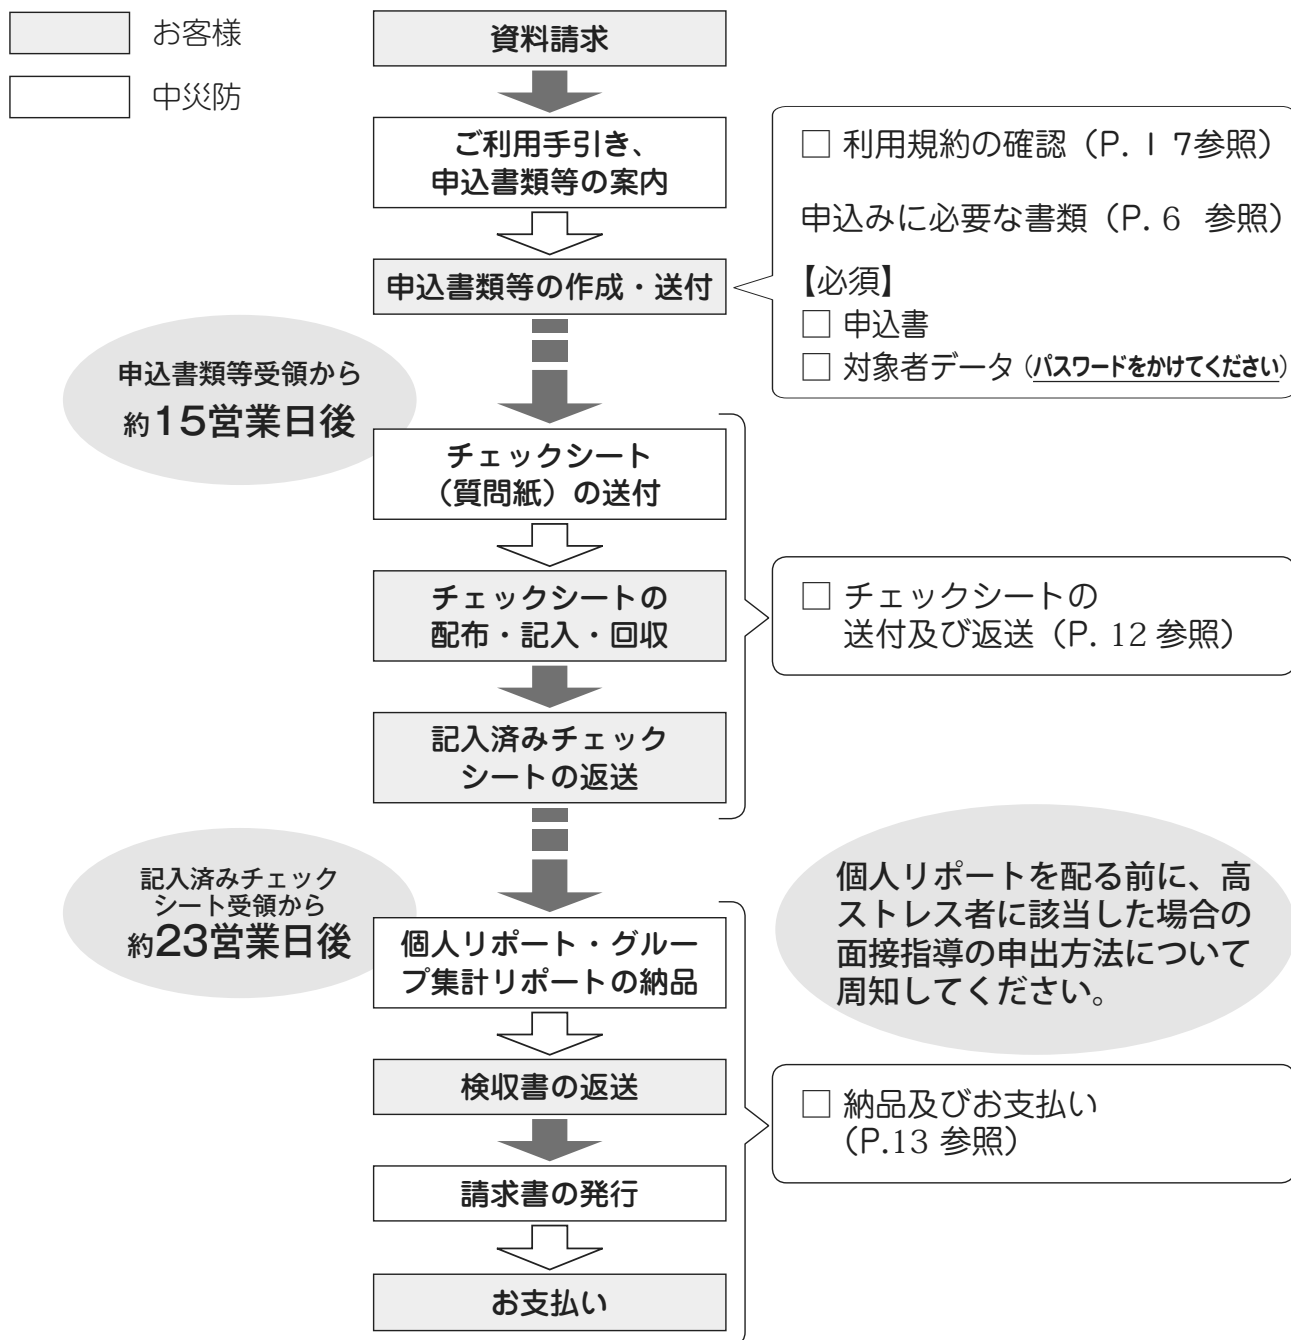 お客様
中災防
資料請求
ご利用手引き、
申込書類等の案内
申込書類等の作成・送付
□ 利用規約の確認（P. 1 7参照）
申込みに必要な書類（P. 6 参照）
【必須】
□ 申込書
□ 対象者データ（パスワードをかけてください）
申込書類等受領から
約15営業日後
チェックシート
（質問紙）の送付
チェックシートの
配布・記入・回収
記入済みチェック
シートの返送
□ チェックシートの
送付及び返送（P. 12 参照）
記入済みチェック
シート受領から
約23営業日後
個人リポート・グルー
プ集計リポートの納品
個人リポートを配る前に、高
ストレス者に該当した場合の
面接指導の申出方法について
周知してください。
検収書の返送
請求書の発行
お支払い
□ 納品及びお支払い
（P.13 参照）